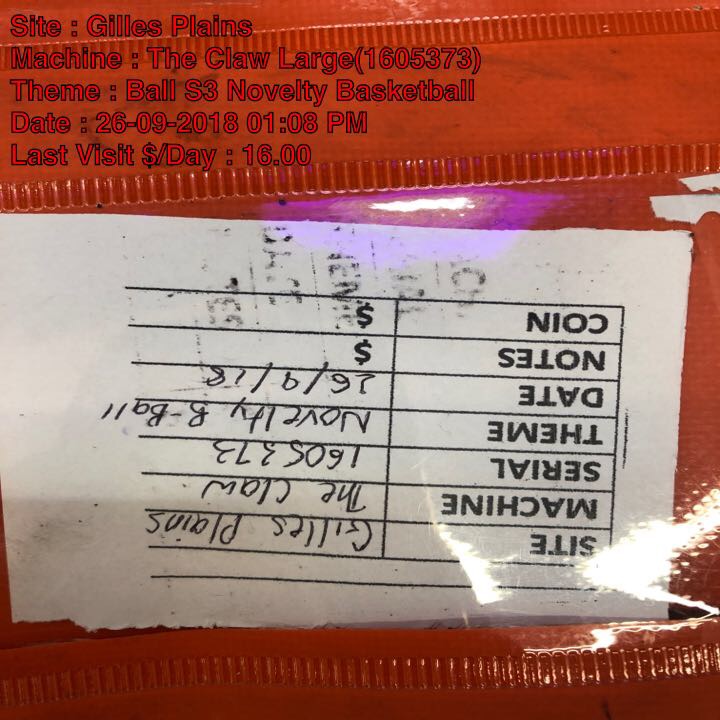 Site : Gilles Plains
Machine : The Claw Large(1605373)
Theme : Ball S3 Novelty Basketball
Date : 26-09-2018 01:08 PM
Last Visit $/Day : 16.00
SITE Gilles Plains
MACHINE The Claw
SERIAL 1605373
THEME Novelty B-Ball
DATE 26/9/18
NOTES $
COIN $